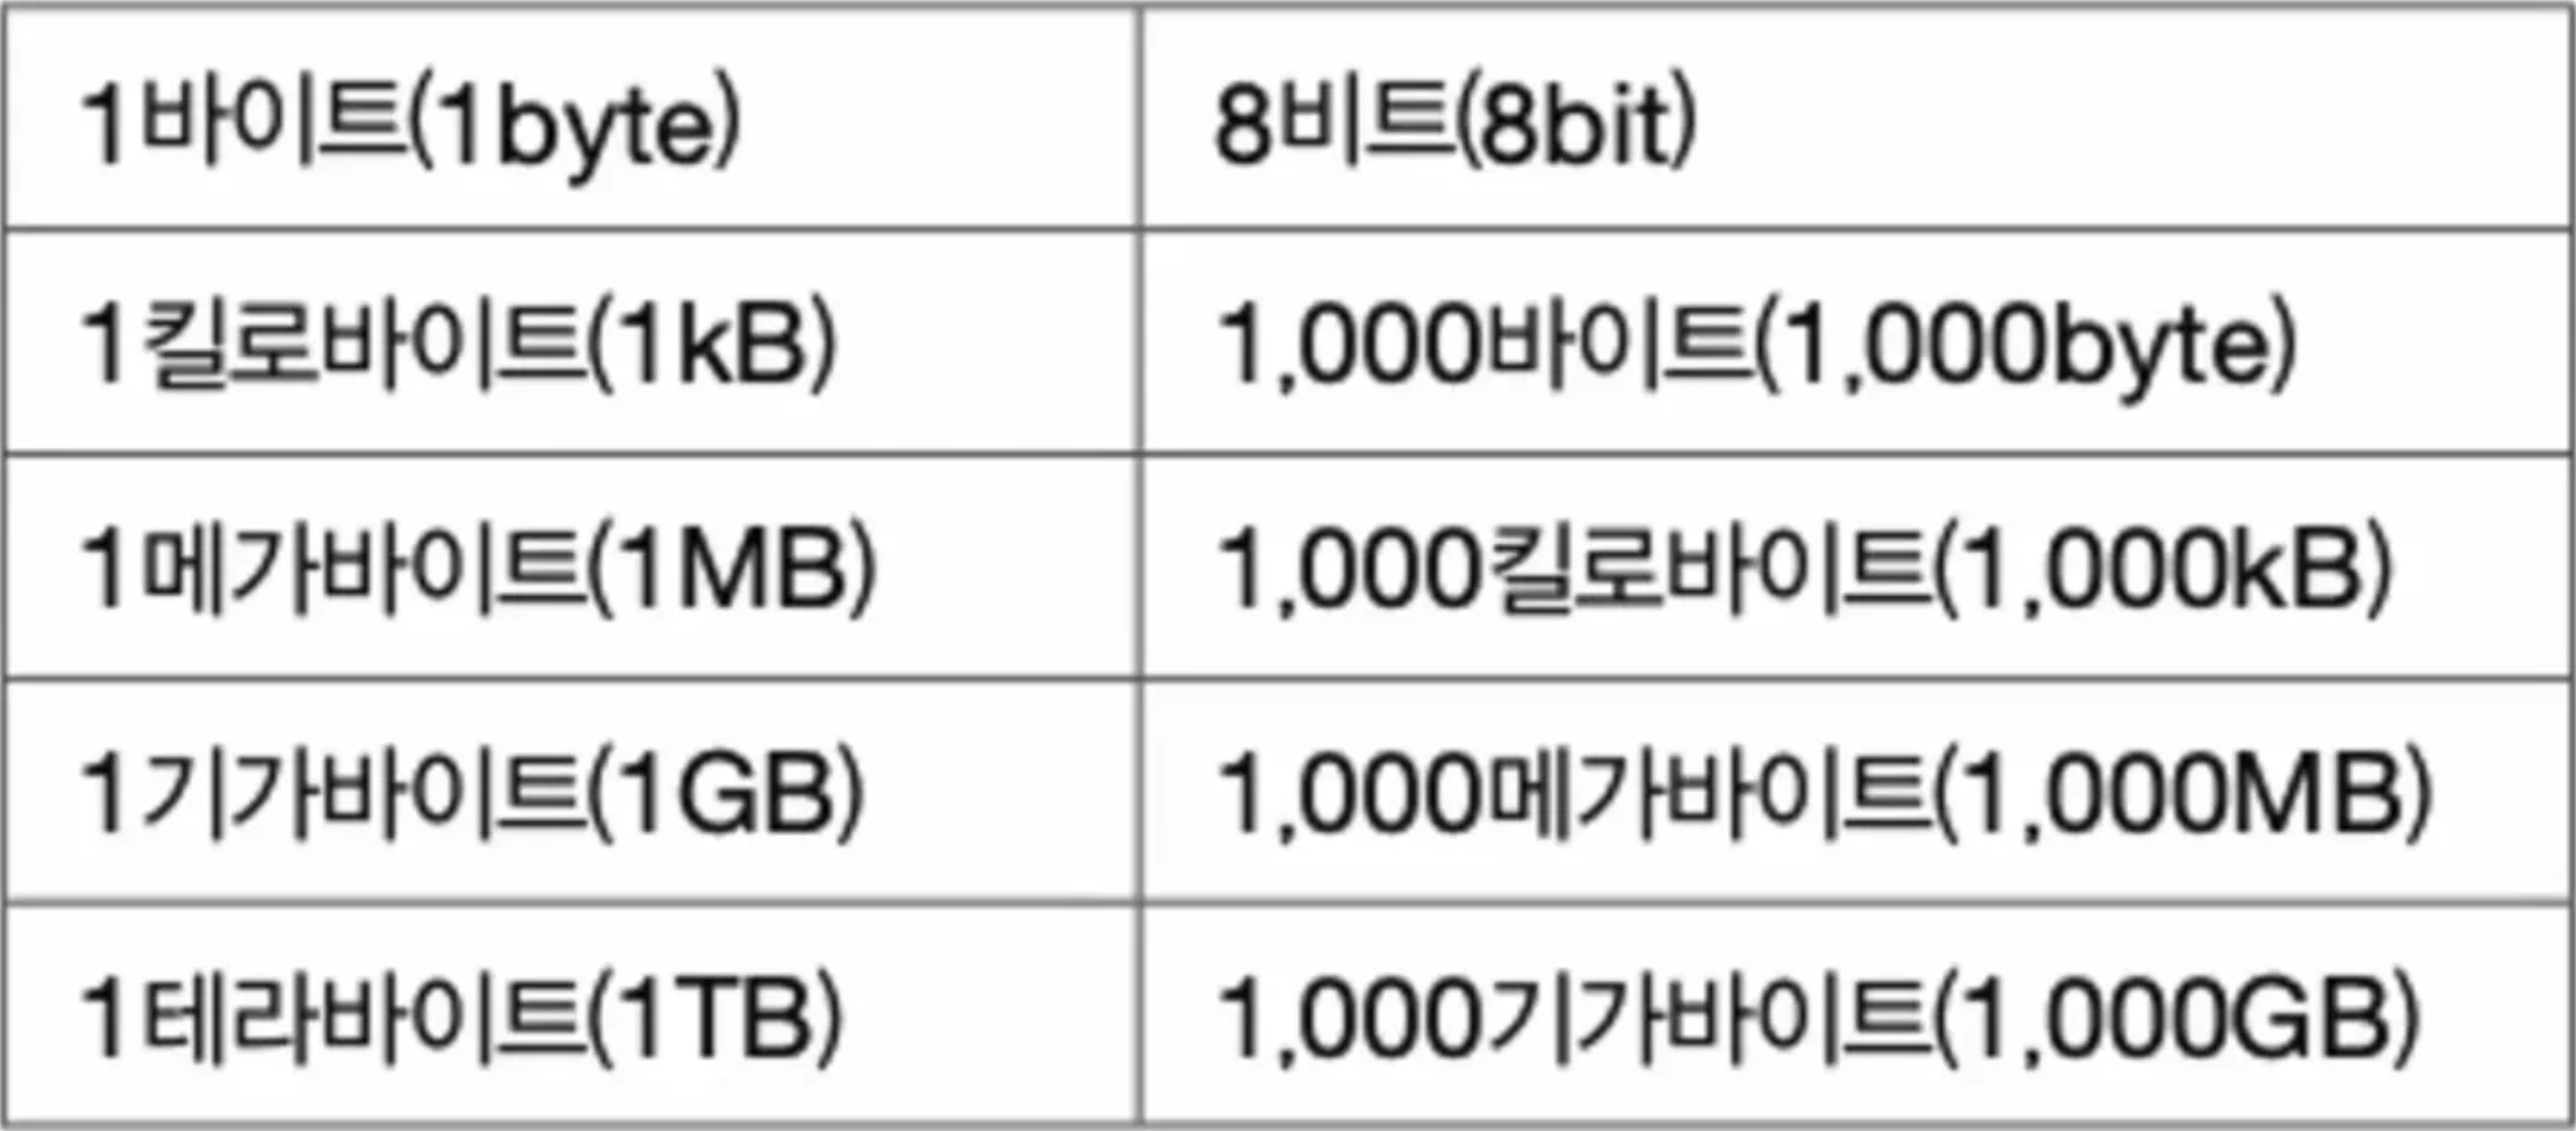 1바이트(1byte) 8비트(8bit)
1킬로바이트(1kB) 1,000바이트(1,000byte)
1메가바이트(1MB) 1,000킬로바이트(1,000kB)
1기가바이트(1GB) 1,000메가바이트(1,000MB)
1테라바이트(1TB) 1,000기가바이트(1,000GB)